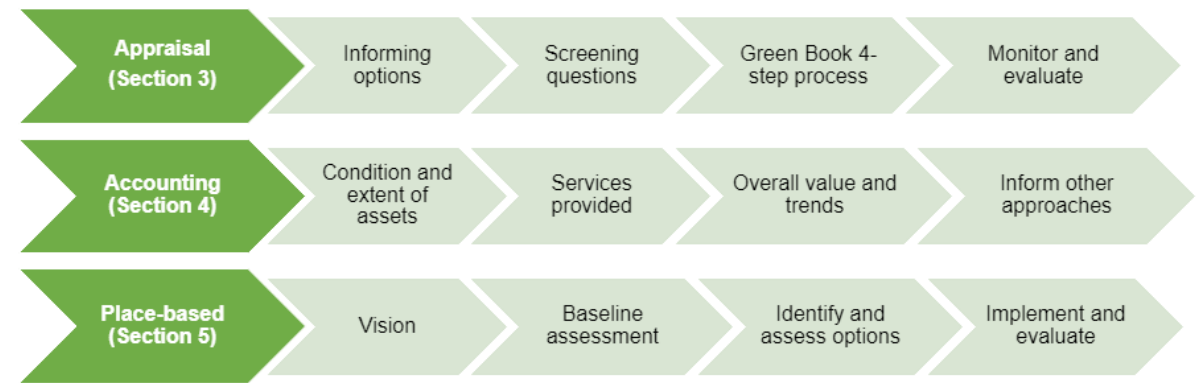 Appraisal
(Section 3)
Informing
options
Screening
questions
Green Book 4-
step process
Monitor and
evaluate
Accounting
(Section 4)
Condition and
extent of
assets
Services
provided
Overall value and
trends
Inform other
approaches
Place-based
(Section 5)
Vision
Baseline
assessment
Identify and
assess options
Implement and
evaluate